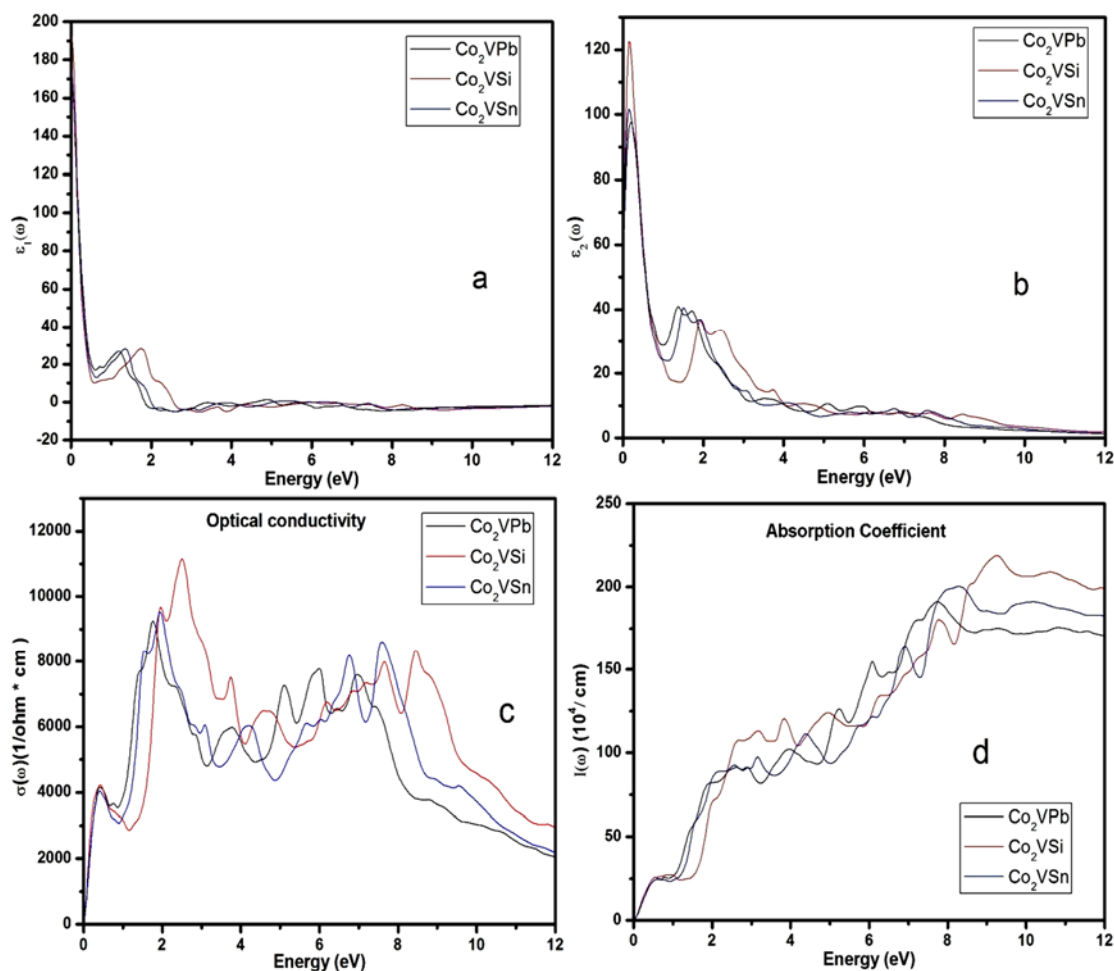 200
180
160
140
120
100
80
60
40
20
0
-20
ε₁(ω)
Co₂VPb
Co₂VSi
Co₂VSn
a
0 2 4 6 8 10 12
Energy (eV)
120
100
80
60
40
20
0
ε₂(ω)
Co₂VPb
Co₂VSi
Co₂VSn
b
0 2 4 6 8 10 12
Energy (eV)
Optical conductivity
12000
10000
8000
6000
4000
2000
0
σ(ω)(1/ohm * cm )
Co₂VPb
Co₂VSi
Co₂VSn
c
0 2 4 6 8 10 12
Energy (eV)
Absorption Coefficient
250
200
150
100
50
0
I(ω) (10⁴/ cm)
d
Co₂VPb
Co₂VSi
Co₂VSn
0 2 4 6 8 10 12
Energy (eV)